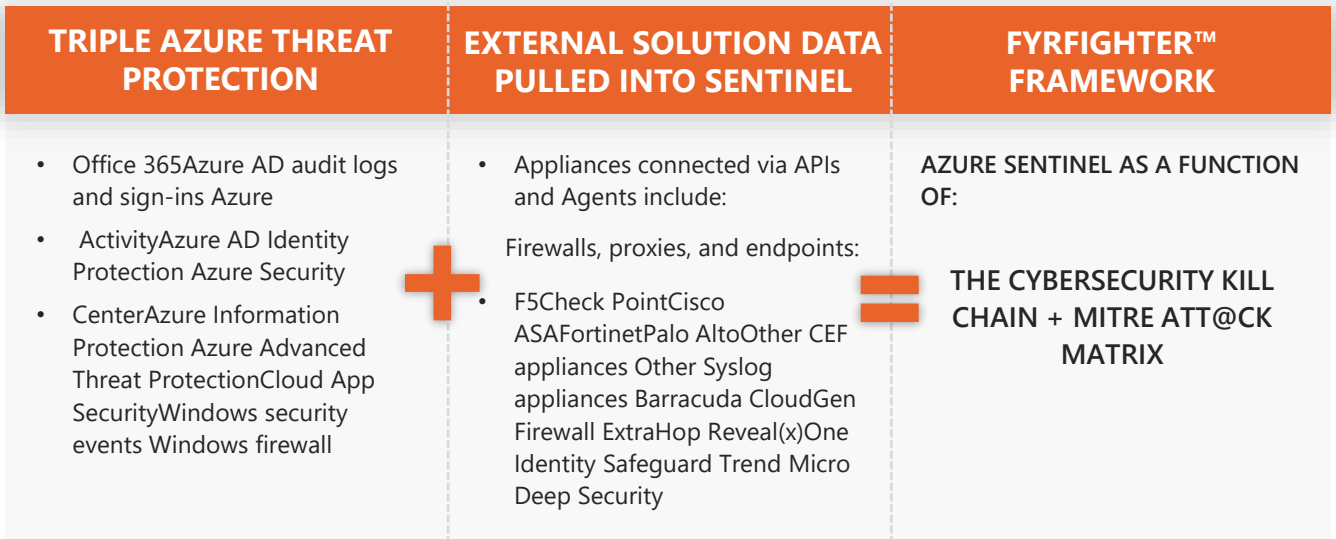 TRIPLE AZURE THREAT
PROTECTION
• Office 365Azure AD audit logs
and sign-ins Azure
• ActivityAzure AD Identity
Protection Azure Security
• CenterAzure Information
Protection Azure Advanced
Threat ProtectionCloud App
SecurityWindows security
events Windows firewall
+
EXTERNAL SOLUTION DATA
PULLED INTO SENTINEL
• Appliances connected via APIs
and Agents include:
Firewalls, proxies, and endpoints:
• F5Check PointCisco
ASAFortinetPalo AltoOther CEF
appliances Other Syslog
appliances Barracuda CloudGen
Firewall ExtraHop Reveal(x)One
Identity Safeguard Trend Micro
Deep Security
=
FYRFIGHTER™
FRAMEWORK
AZURE SENTINEL AS A FUNCTION
OF:
THE CYBERSECURITY KILL
CHAIN + MITRE ATT@CK
MATRIX